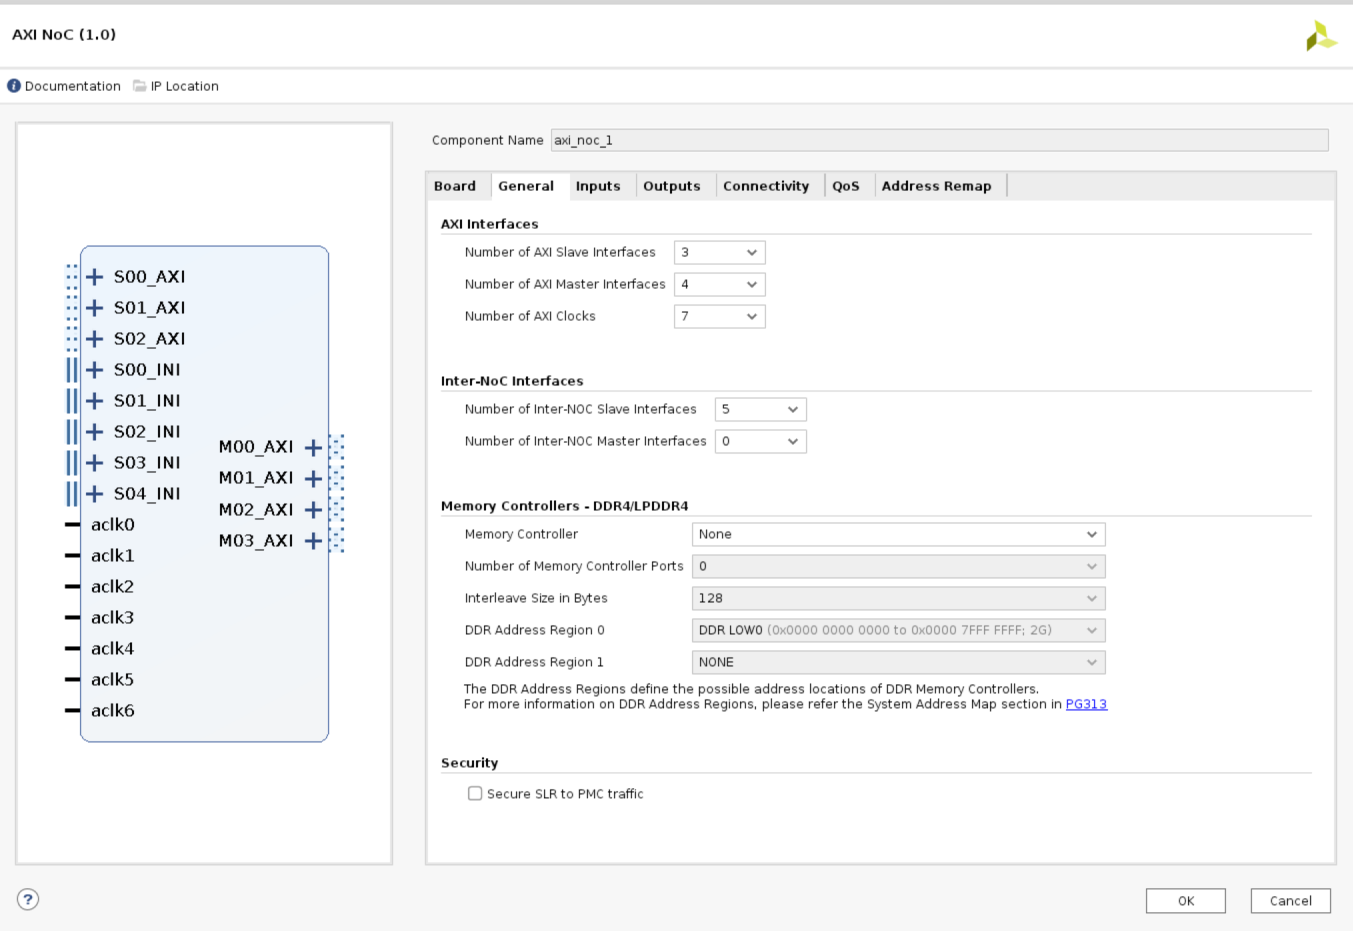 AXI NoC (1.0)
Documentation IP Location
Component Name axi_noc_1
Board General Inputs Outputs Connectivity QoS Address Remap
S00_AXI
S01_AXI
S02_AXI
S00_INI
S01_INI
S02_INI
S03_INI
S04_INI
aclk0
aclk1
aclk2
aclk3
aclk4
aclk5
aclk6
M00_AXI
M01_AXI
M02_AXI
M03_AXI
AXI Interfaces
Number of AXI Slave Interfaces 3
Number of AXI Master Interfaces 4
Number of AXI Clocks 7
Inter-NoC Interfaces
Number of Inter-NOC Slave Interfaces 5
Number of Inter-NOC Master Interfaces 0
Memory Controllers - DDR4/LPDDR4
Memory Controller None
Number of Memory Controller Ports 0
Interleave Size in Bytes 128
DDR Address Region 0 DDR LOW0 (0x0000 0000 0000 to 0x0000 7FFF FFFF; 2G)
DDR Address Region 1 NONE
The DDR Address Regions define the possible address locations of DDR Memory Controllers.
For more information on DDR Address Regions, please refer the System Address Map section in PG313
Security
Secure SLR to PMC traffic
?
OK Cancel